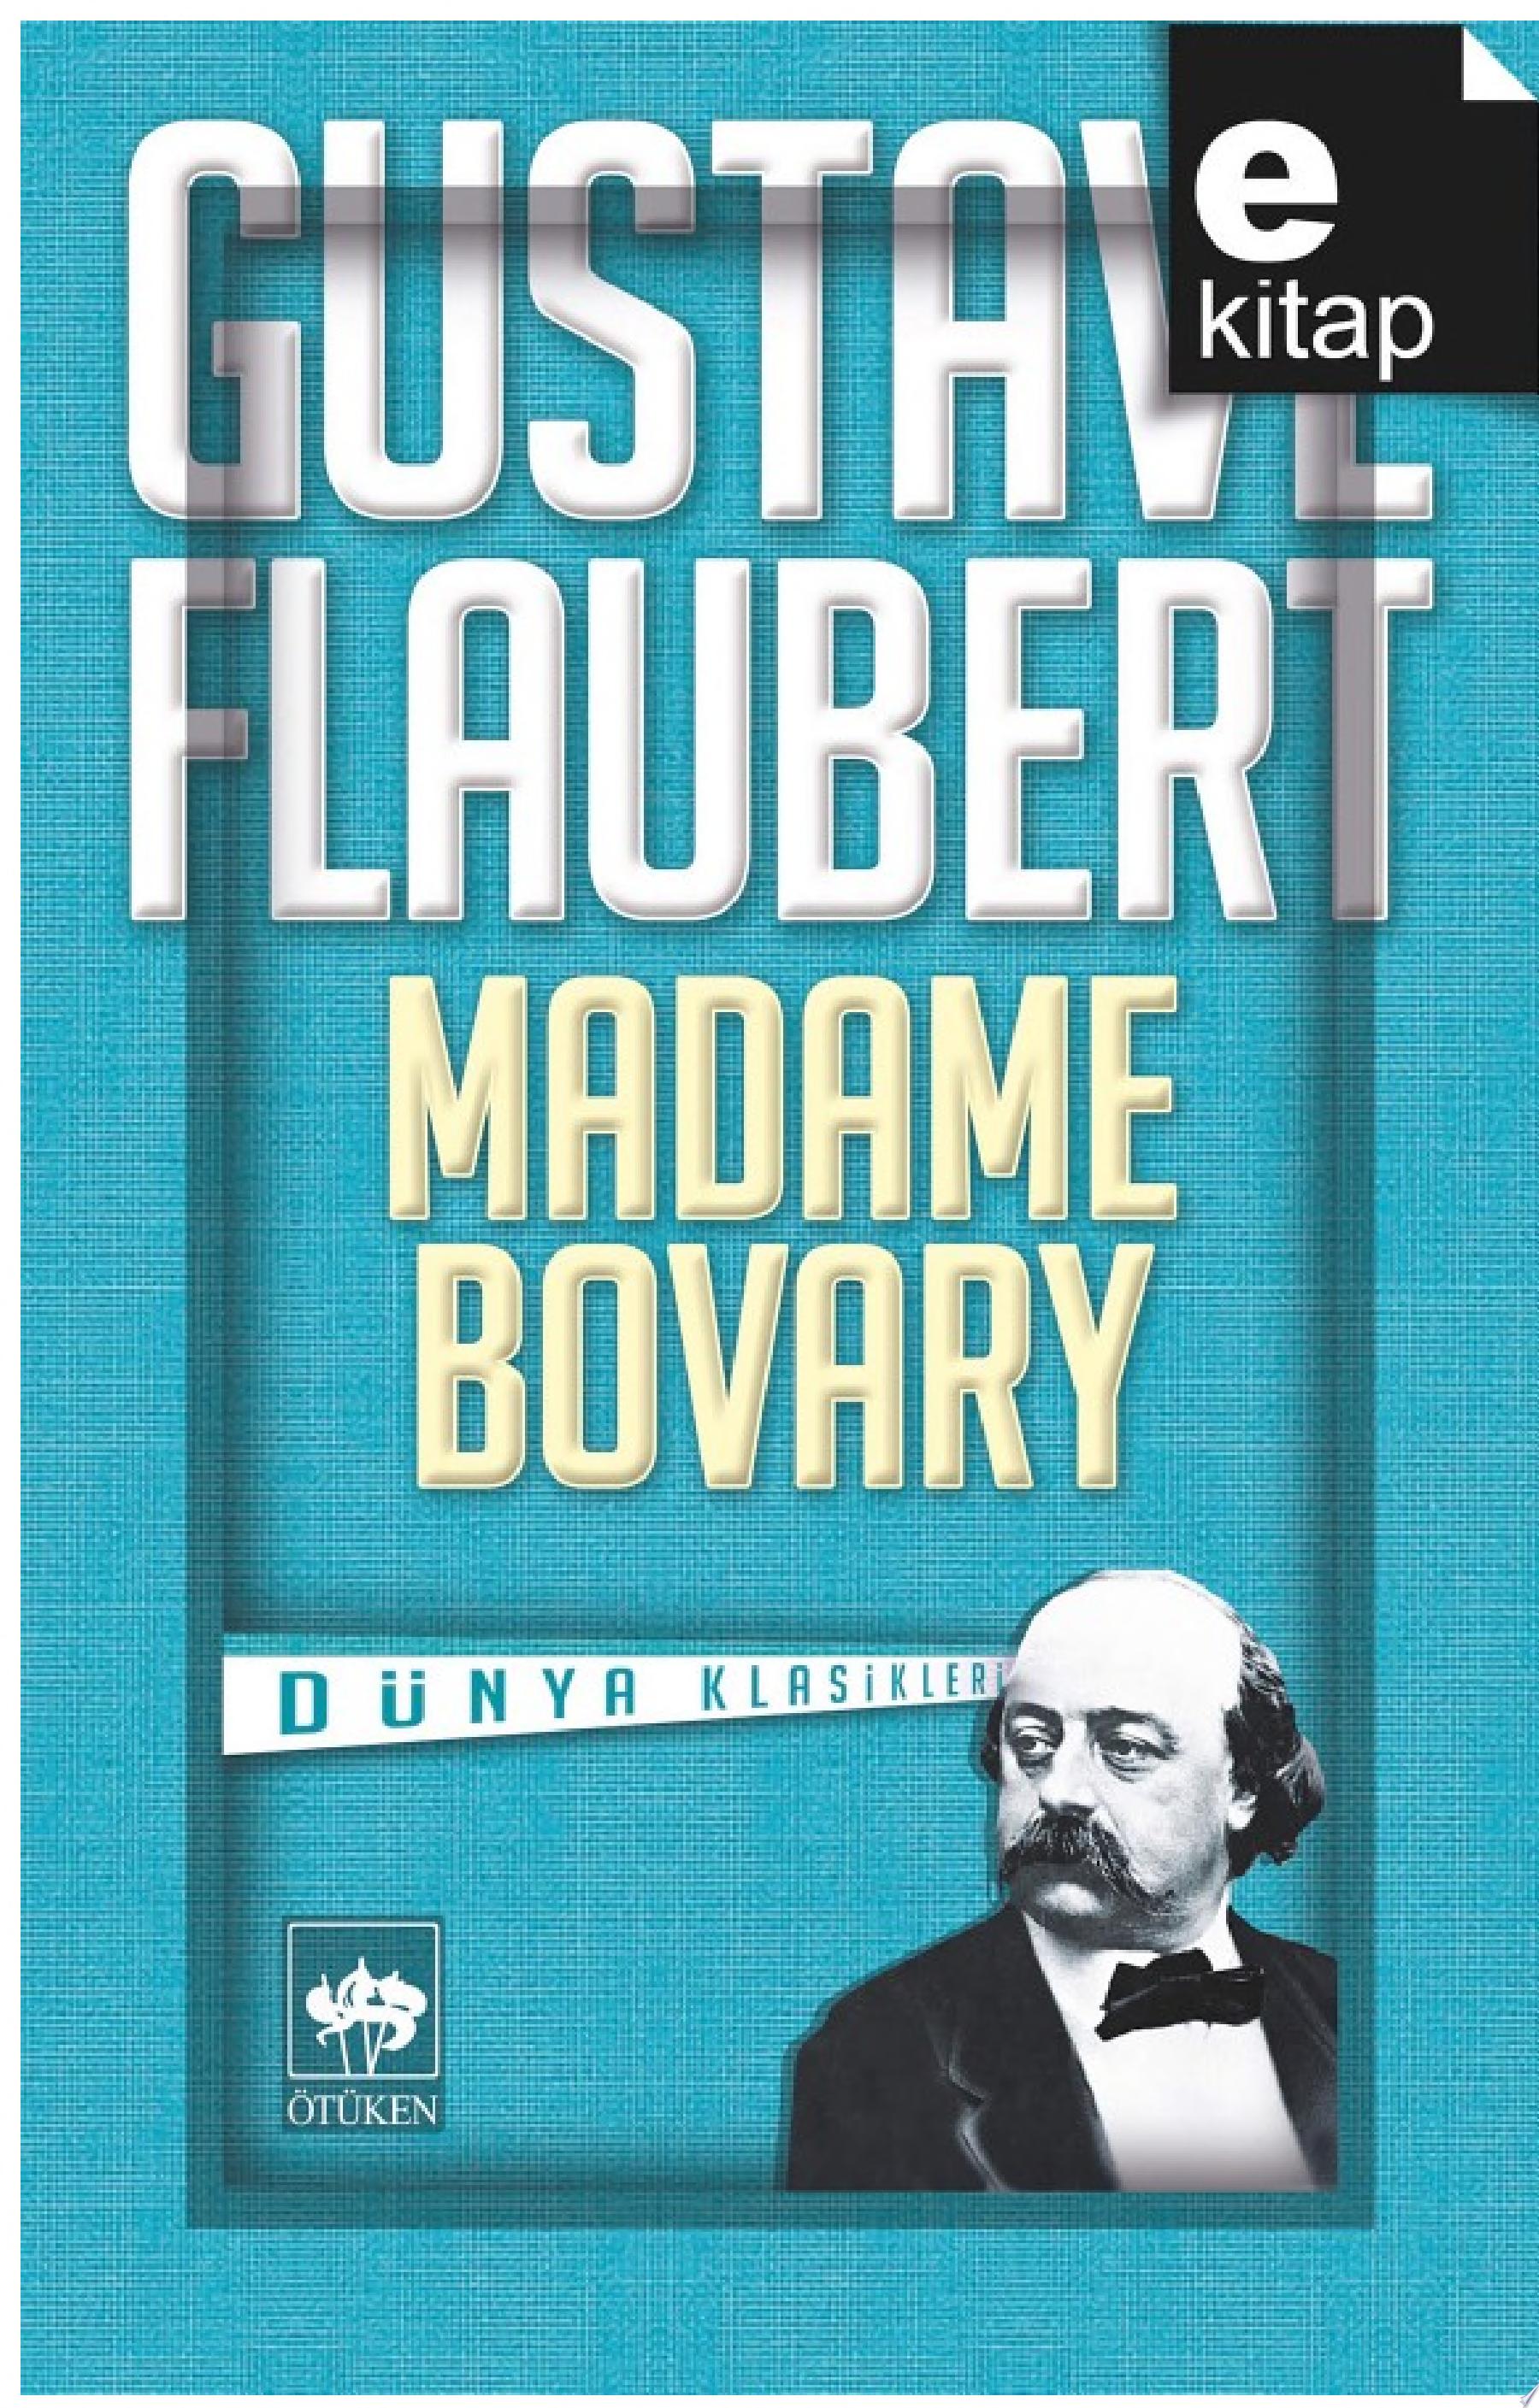 GUSTAVE
e
kitap
FLAUBERT
MADAME
BOVARY
DÜNYA KLASİKLERİ
ÖTÜKEN